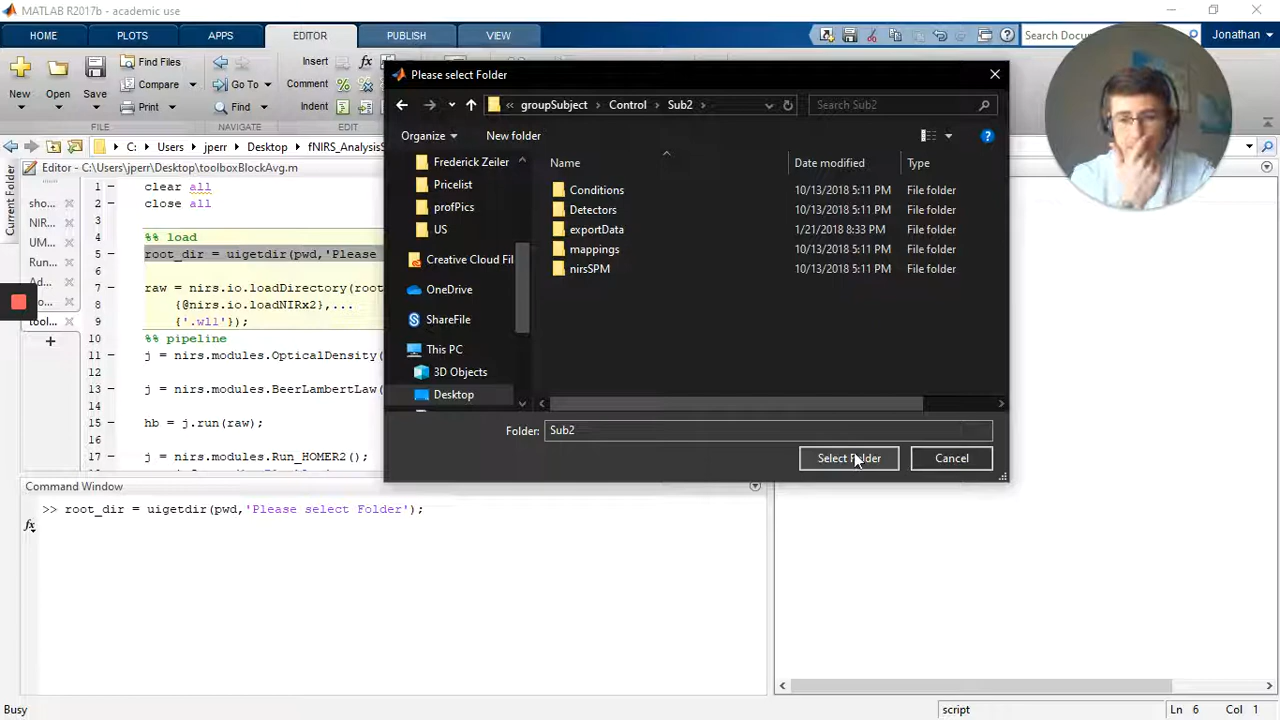 MATLAB R2017b - academic use
HOME PLOTS APPS EDITOR PUBLISH VIEW
Jonathan
New
Open
Save
Find Files
Compare
Print
Go To
Find
Insert fx
Comment
Indent
FILE NAVIGATE
C: Users jperr Desktop
Editor - C:\Users\jperr\Desktop\toolboxBlockAvg.m
Current Folder
sho...
NIR...
UM...
Run...
Ad...
tool...
1 clear all
2 close all
3
4 %% load
5 root_dir = uigetdir(pwd,'Please
6
7 raw = nirs.io.loadDirectory(
8 {@nirs.io.loadNIRx2},...
9 {'.wl1'});
10 %% pipeline
11 j = nirs.modules.OpticalDensity(
12
13 j = nirs.modules.BeerLambertLaw(
14
15 hb = j.run(raw);
16
17 j = nirs.modules.Run_HOMER2();
Please select Folder
« groupSubject > Control > Sub2 >
Search Sub2
Organize New folder
Frederick Zeiler
Pricelist
profPics
US
Creative Cloud Fil
OneDrive
ShareFile
This PC
3D Objects
Desktop
Name Date modified Type
Conditions 10/13/2018 5:11 PM File folder
Detectors 10/13/2018 5:11 PM File folder
exportData 1/21/2018 8:33 PM File folder
mappings 10/13/2018 5:11 PM File folder
nirsSPM 10/13/2018 5:11 PM File folder
Folder: Sub2
Select Folder Cancel
Command Window
>> root_dir = uigetdir(pwd,'Please select Folder');
fx
Busy script Ln 6 Col 1